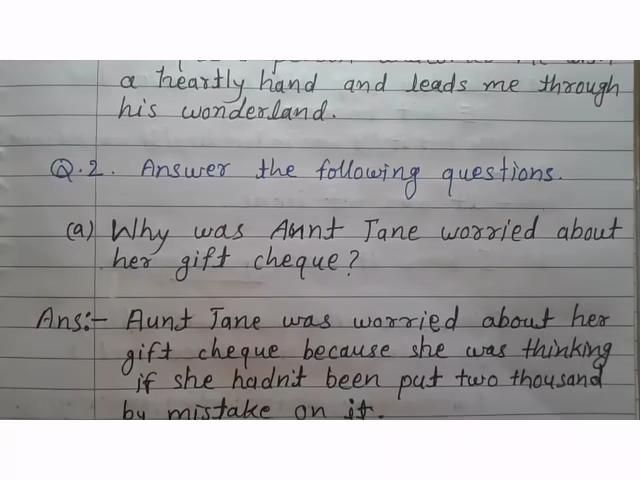 a heartly hand and leads me through
his wonderland.
Q.2. Answer the following questions.
(a) Why was Aunt Jane worried about
her gift cheque?
Ans:- Aunt Jane was worried about her
gift cheque because she was thinking
if she hadn't been put two thousand
by mistake on it.